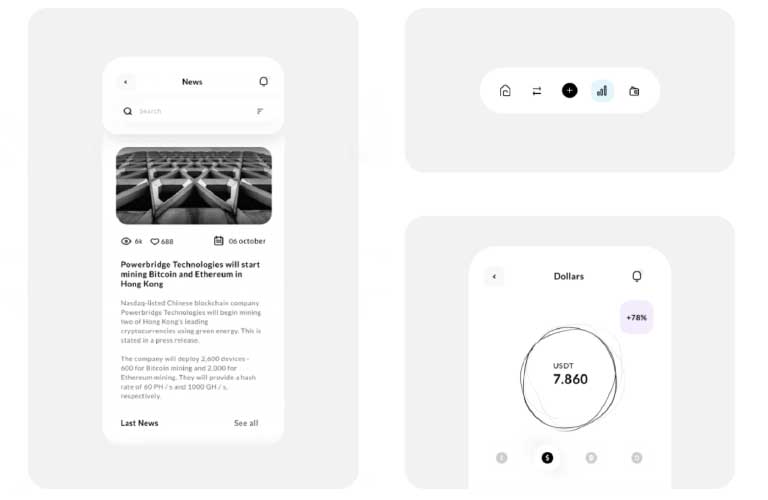 News
Search
6k 688 06 october
Powerbridge Technologies will start
mining Bitcoin and Ethereum in
Hong Kong
Nasdaq-listed Chinese blockchain company
Powerbridge Technologies will begin mining
two of Hong Kong's leading
cryptocurrencies using green energy. This is
stated in a press release.
The company will deploy 2,600 devices -
600 for Bitcoin mining and 2,000 for
Ethereum mining. They will provide a hash
rate of 60 PH / s and 1000 GH / s,
respectively.
Last News See all
Dollars
+78%
USDT
7.860
$